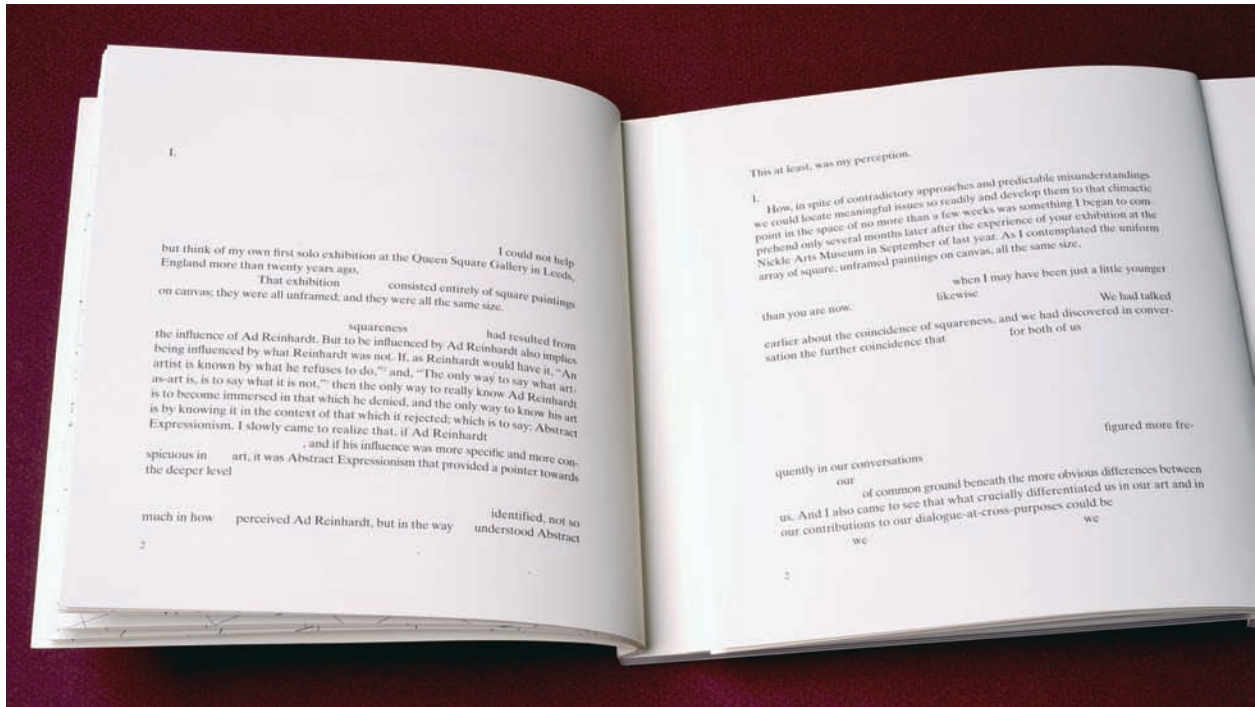 I.
I could not help
but think of my own first solo exhibition at the Queen Square Gallery in Leeds,
England more than twenty years ago.
That exhibition consisted entirely of square paintings
on canvas; they were all unframed; and they were all the same size.
squareness had resulted from
the influence of Ad Reinhardt. But to be influenced by Ad Reinhardt also implies
being influenced by what Reinhardt was not. If, as Reinhardt would have it, “An
artist is known by what he refuses to do,” and, “The only way to say what art-
as-art is, is to say what it is not,” then the only way to really know Ad Reinhardt
is to become immersed in that which he denied, and the only way to know his art
is by knowing it in the context of that which it rejected; which is to say: Abstract
Expressionism. I slowly came to realize that, if Ad Reinhardt
, and if his influence was more specific and more con-
spicuous in art, it was Abstract Expressionism that provided a pointer towards
the deeper level
identified, not so
much in how perceived Ad Reinhardt, but in the way understood Abstract
2
This at least, was my perception.
I.
How, in spite of contradictory approaches and predictable misunderstandings
we could locate meaningful issues so readily and develop them to that climactic
point in the space of no more than a few weeks was something I began to com-
prehend only several months later after the experience of your exhibition at the
Nickle Arts Museum in September of last year. As I contemplated the uniform
array of square, unframed paintings on canvas, all the same size,
when I may have been just a little younger
than you are now. likewise We had talked
earlier about the coincidence of squareness, and we had discovered in conver-
sation the further coincidence that for both of us
figured more fre-
quently in our conversations
our
of common ground beneath the more obvious differences between
us. And I also came to see that what crucially differentiated us in our art and in
our contributions to our dialogue-at-cross-purposes could be
we
we
2